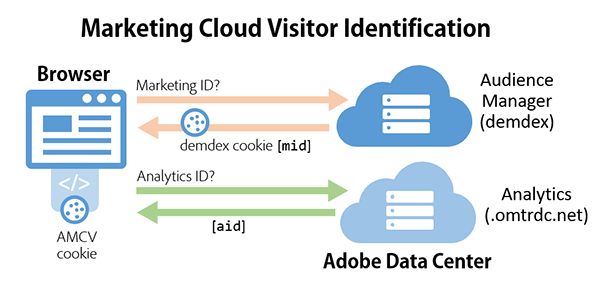 Marketing Cloud Visitor Identification
Browser
Marketing ID?
demdex cookie [mid]
Audience
Manager
(demdex)
</>
AMCV
cookie
Analytics ID?
[aid]
Analytics
(.omtrdc.net)
Adobe Data Center